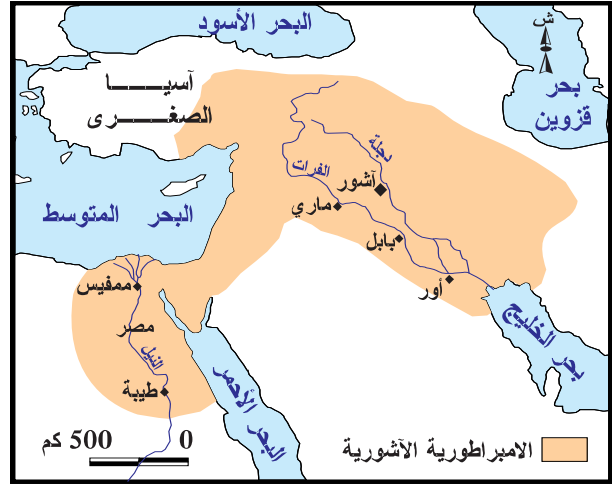 البحر الأسود
ش
بحر
قزوين
آسيـــــا
الصغـــــرى
دجلة
الفرات
آشور
ماري
البحر المتوسط
بابل
أور
ممفيس
مصر
النيل
طيبة
البحر الأحمر
بحر الخليج
500 0 كم
الامبراطورية الآشورية